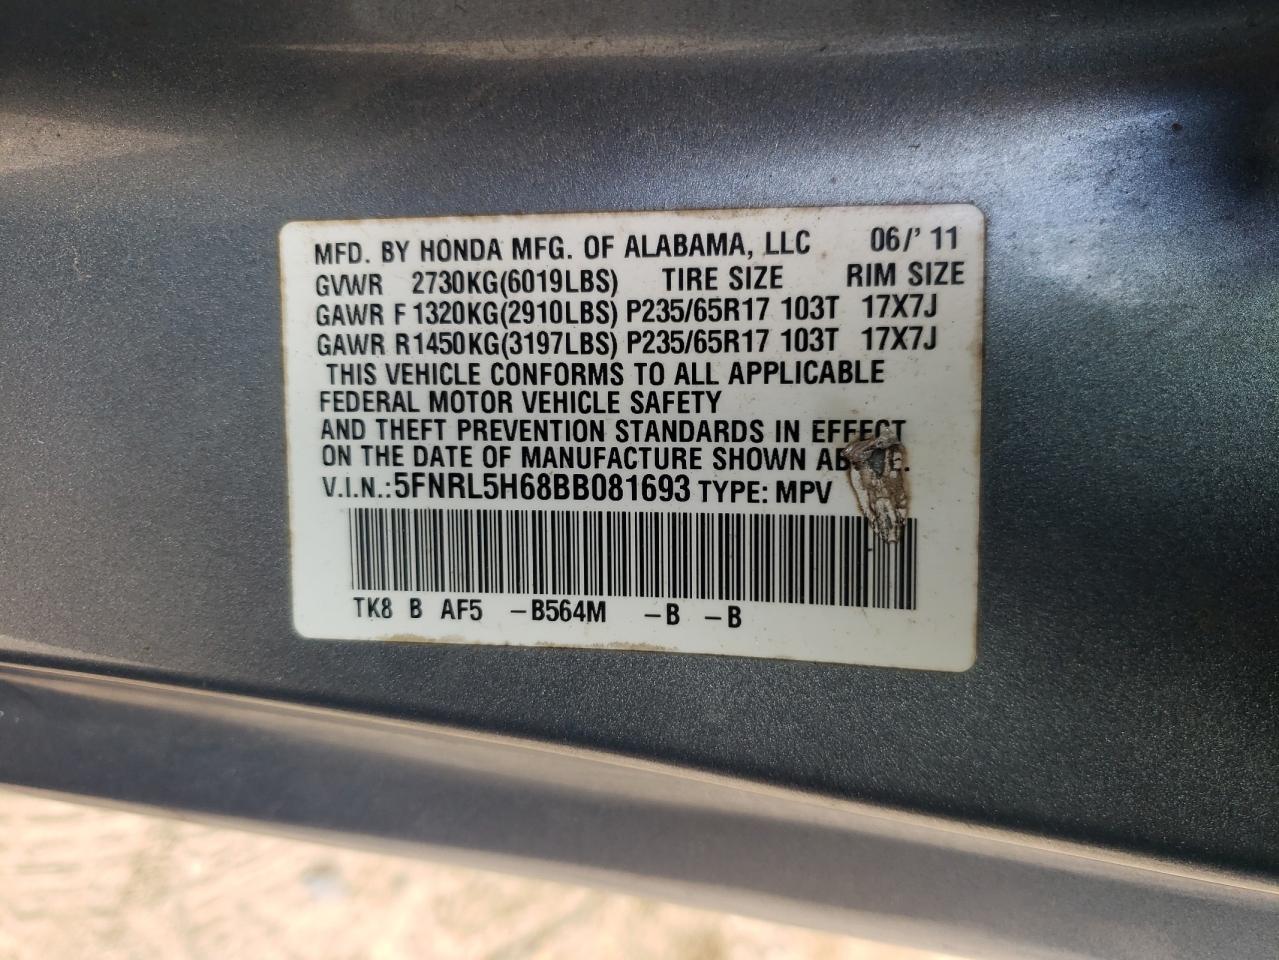 MFD. BY HONDA MFG. OF ALABAMA, LLC 06/' 11
GVWR 2730KG(6019LBS) TIRE SIZE RIM SIZE
GAWR F 1320KG(2910LBS) P235/65R17 103T 17X7J
GAWR R1450KG(3197LBS) P235/65R17 103T 17X7J
THIS VEHICLE CONFORMS TO ALL APPLICABLE
FEDERAL MOTOR VEHICLE SAFETY
AND THEFT PREVENTION STANDARDS IN EFFECT
ON THE DATE OF MANUFACTURE SHOWN ABOVE.
V.I.N.:5FNRL5H68BB081693 TYPE: MPV
TK8 B AF5 –B564M –B –B